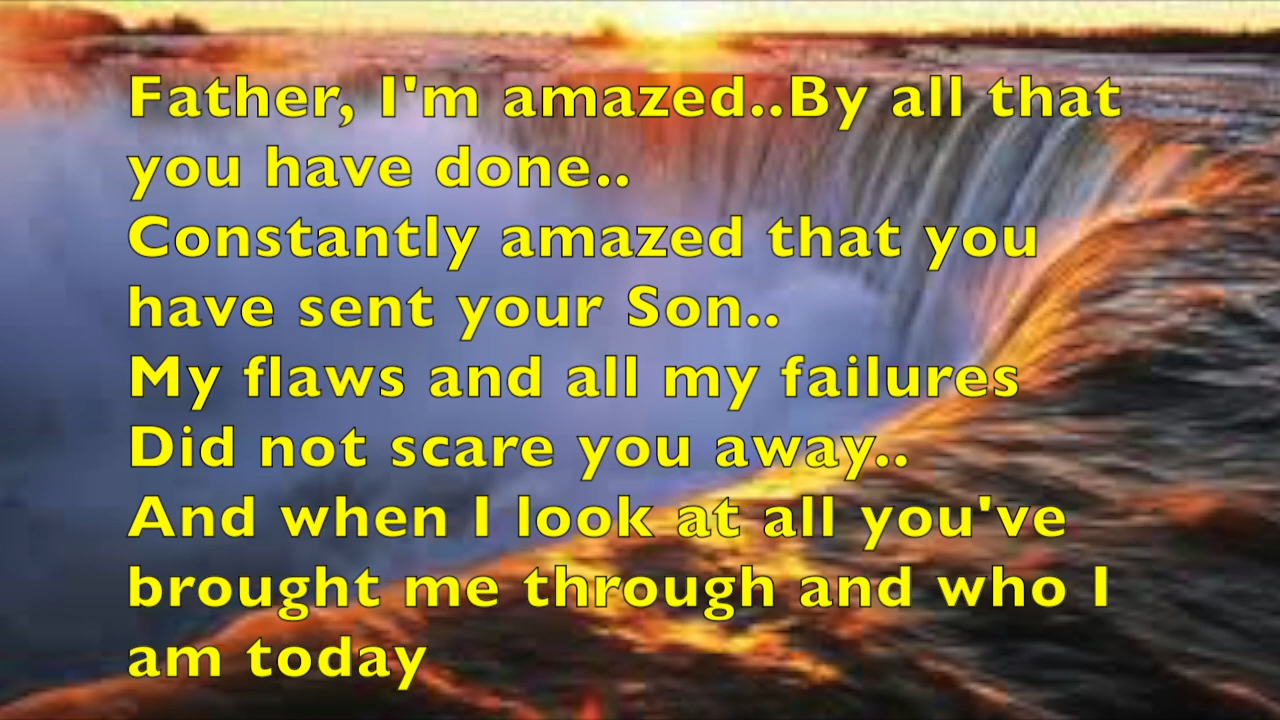 Father, I'm amazed..By all that
you have done..
Constantly amazed that you
have sent your Son..
My flaws and all my failures
Did not scare you away..
And when I look at all you've
brought me through and who I
am today